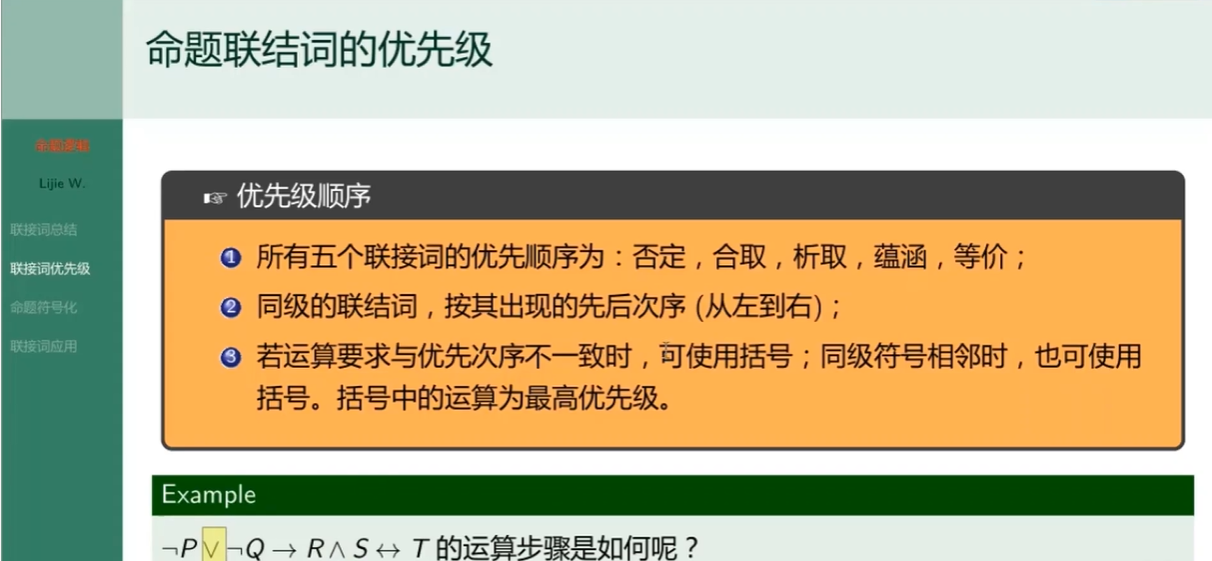 命题联结词的优先级
命题逻辑
Lijie W.
联接词总结
联接词优先级
命题符号化
联接词应用
☞ 优先级顺序
1 所有五个联接词的优先顺序为：否定，合取，析取，蕴涵，等价；
2 同级的联结词，按其出现的先后次序 (从左到右)；
3 若运算要求与优先次序不一致时，可使用括号；同级符号相邻时，也可使用
括号。括号中的运算为最高优先级。
Example
¬P ∨ ¬Q → R ∧ S ↔ T 的运算步骤是如何呢？